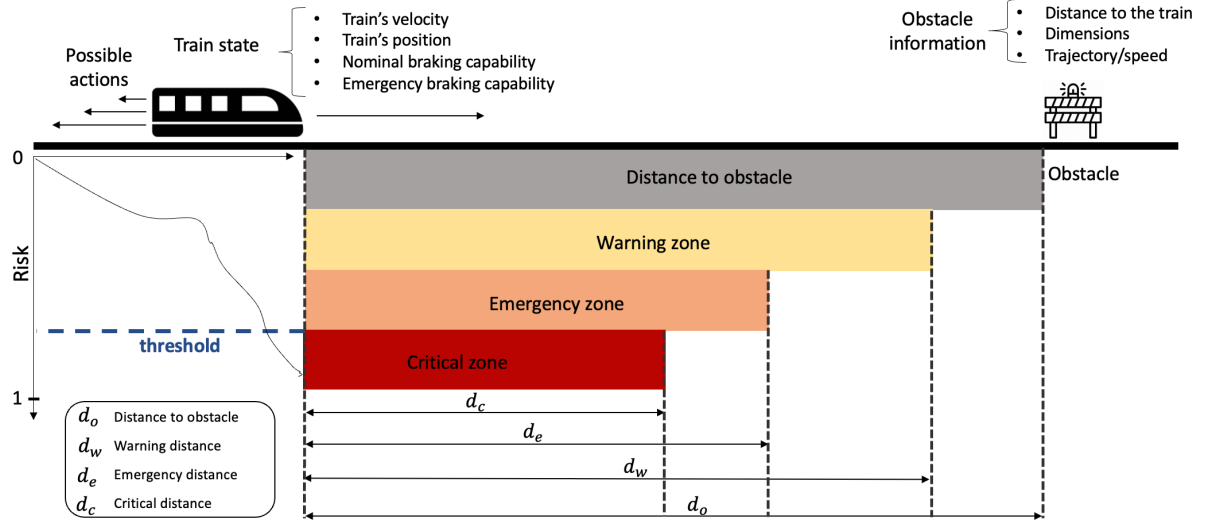 Train state
• Train's velocity
• Train's position
• Nominal braking capability
• Emergency braking capability
Obstacle
information
• Distance to the train
• Dimensions
• Trajectory/speed
Possible
actions
0
Distance to obstacle
Obstacle
Warning zone
Risk
Emergency zone
threshold
Critical zone
1
d_c
d_e
d_w
d_o
d_o Distance to obstacle
d_w Warning distance
d_e Emergency distance
d_c Critical distance